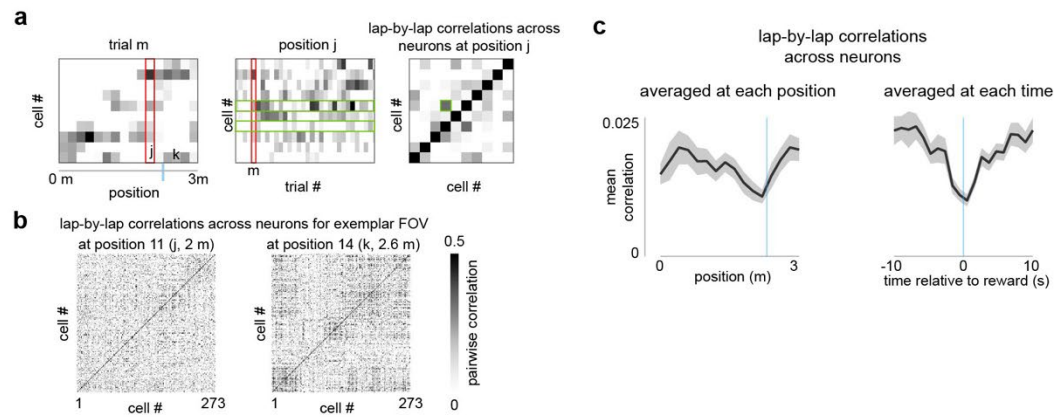 a
trial m
cell #
j
k
0 m
3m
position
position j
cell #
m
trial #
lap-by-lap correlations across
neurons at position j
cell #
b
lap-by-lap correlations across neurons for exemplar FOV
at position 11 (j, 2 m)
cell #
1
273
cell #
at position 14 (k, 2.6 m)
cell #
1
273
cell #
0.5
pairwise correlation
0
c
lap-by-lap correlations
across neurons
averaged at each position
0.025
mean
correlation
0
0
3
position (m)
averaged at each time
-10
0
10
time relative to reward (s)